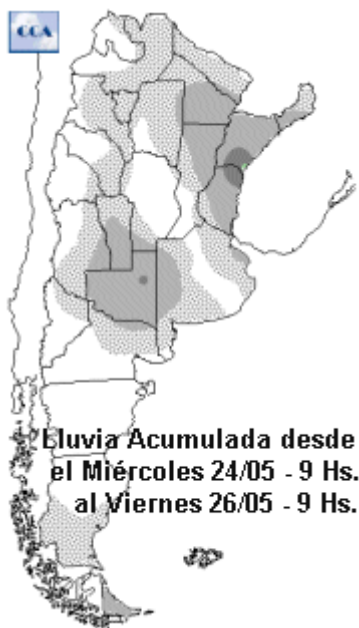 CCA
Lluvia Acumulada desde
el Miércoles 24/05 - 9 Hs.
al Viernes 26/05 - 9 Hs.